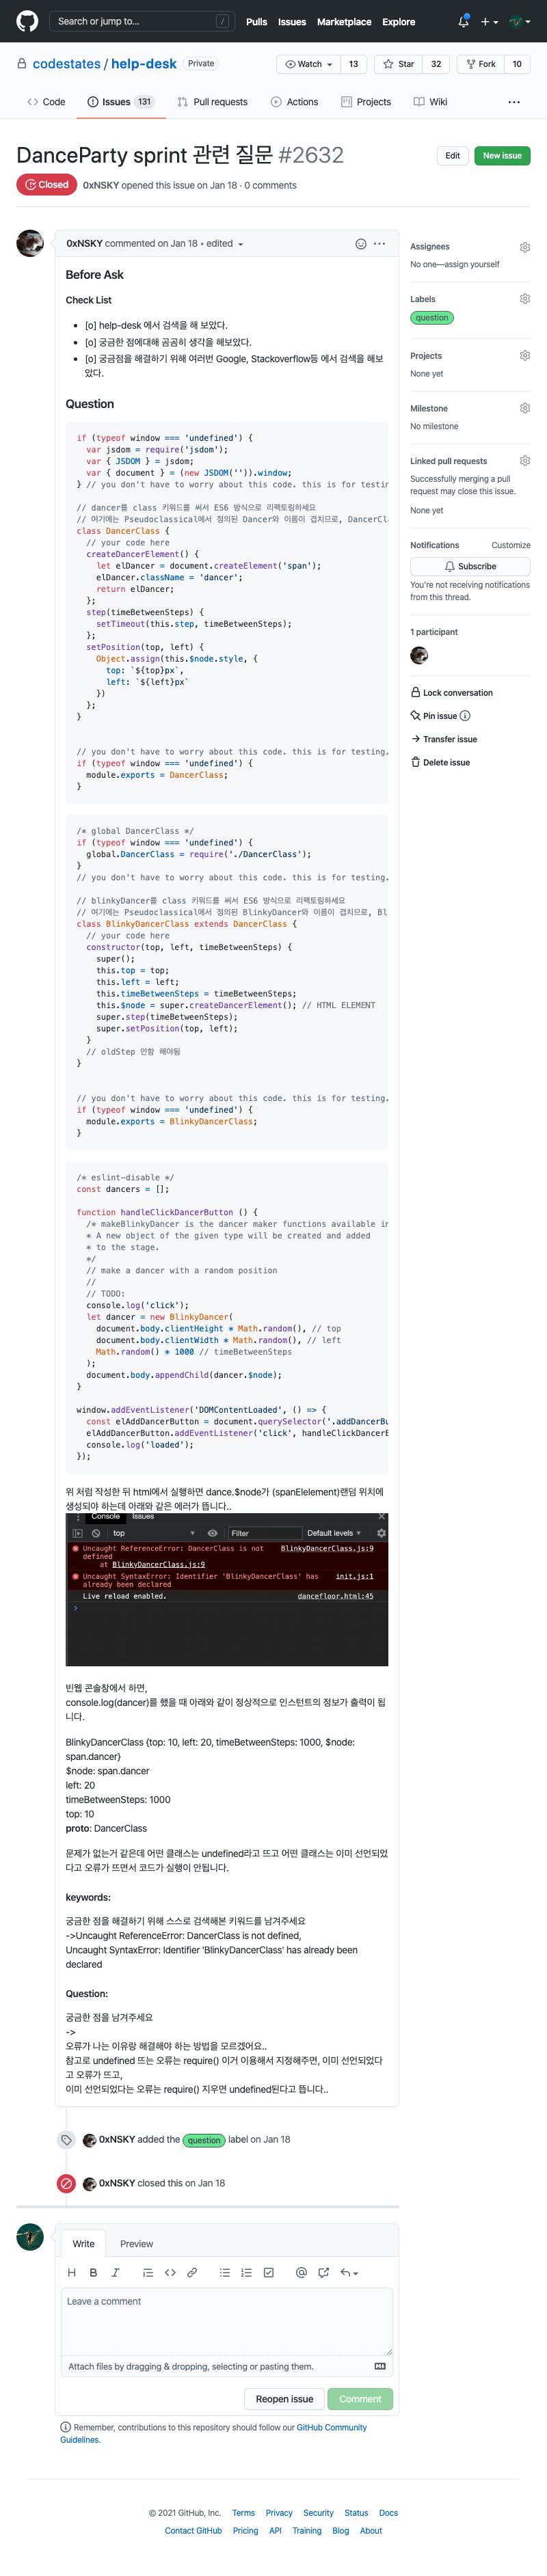 Search or jump to...
/
Pulls Issues Marketplace Explore
codestates / help-desk Private
Watch 13 Star 32 Fork 10
Code Issues 131 Pull requests Actions Projects Wiki
DanceParty sprint 관련 질문 #2632
Edit New issue
Closed 0xNSKY opened this issue on Jan 18 · 0 comments
0xNSKY commented on Jan 18 • edited
Before Ask
Check List
• [o] help-desk 에서 검색을 해 보았다.
• [o] 궁금한 점에대해 곰곰히 생각을 해보았다.
• [o] 궁금점을 해결하기 위해 여러번 Google, Stackoverflow등 에서 검색을 해보
았다.
Question
if (typeof window === 'undefined') {
var jsdom = require('jsdom');
var { JSDOM } = jsdom;
var { document } = (new JSDOM('')).window;
} // you don't have to worry about this code. this is for testin
// dancer를 class 키워드를 써서 ES6 방식으로 리팩토링하세요
// 여기에는 Pseudoclassical에서 정의된 Dancer와 이름이 겹치므로, DancerCl
class DancerClass {
// your code here
createDancerElement() {
let elDancer = document.createElement('span');
elDancer.className = 'dancer';
return elDancer;
};
step(timeBetweenSteps) {
setTimeout(this.step, timeBetweenSteps);
};
setPosition(top, left) {
Object.assign(this.$node.style, {
top: `${top}px`,
left: `${left}px`
})
};
}
// you don't have to worry about this code. this is for testing.
if (typeof window === 'undefined') {
module.exports = DancerClass;
}
/* global DancerClass */
if (typeof window === 'undefined') {
global.DancerClass = require('./DancerClass');
}
// you don't have to worry about this code. this is for testing.
// blinkyDancer를 class 키워드를 써서 ES6 방식으로 리팩토링하세요
// 여기에는 Pseudoclassical에서 정의된 BlinkyDancer와 이름이 겹치므로, Bl
class BlinkyDancerClass extends DancerClass {
// your code here
constructor(top, left, timeBetweenSteps) {
super();
this.top = top;
this.left = left;
this.timeBetweenSteps = timeBetweenSteps;
this.$node = super.createDancerElement(); // HTML ELEMENT
super.step(timeBetweenSteps);
super.setPosition(top, left);
}
// oldStep 안함 해야됨
}
// you don't have to worry about this code. this is for testing.
if (typeof window === 'undefined') {
module.exports = BlinkyDancerClass;
}
/* eslint-disable */
const dancers = [];
function handleClickDancerButton () {
/* makeBlinkyDancer is the dancer maker functions available in
* A new object of the given type will be created and added
* to the stage.
*/
// make a dancer with a random position
//
// TODO:
console.log('click');
let dancer = new BlinkyDancer(
document.body.clientHeight * Math.random(), // top
document.body.clientWidth * Math.random(), // left
Math.random() * 1000 // timeBetweenSteps
);
document.body.appendChild(dancer.$node);
}
window.addEventListener('DOMContentLoaded', () => {
const elAddDancerButton = document.querySelector('.addDancerBu
elAddDancerButton.addEventListener('click', handleClickDancerB
console.log('loaded');
});
위 처럼 작성한 뒤 html에서 실행하면 dance.$node가 (spanElelement)랜덤 위치에
생성되야 하는데 아래와 같은 에러가 뜹니다..
Console Issues
top Filter Default levels
Uncaught ReferenceError: DancerClass is not BlinkyDancerClass.js:9
defined
at BlinkyDancerClass.js:9
Uncaught SyntaxError: Identifier 'BlinkyDancerClass' has init.js:1
already been declared
Live reload enabled. dancefloor.html:45
빈웹 콘솔창에서 하면,
console.log(dancer)를 했을 때 아래와 같이 정상적으로 인스턴트의 정보가 출력이 됩
니다.
BlinkyDancerClass {top: 10, left: 20, timeBetweenSteps: 1000, $node:
span.dancer}
$node: span.dancer
left: 20
timeBetweenSteps: 1000
top: 10
proto: DancerClass
문제가 없는거 같은데 어떤 클래스는 undefined라고 뜨고 어떤 클래스는 이미 선언되었
다고 오류가 뜨면서 코드가 실행이 안됩니다.
keywords:
궁금한 점을 해결하기 위해 스스로 검색해본 키워드를 남겨주세요
->Uncaught ReferenceError: DancerClass is not defined,
Uncaught SyntaxError: Identifier 'BlinkyDancerClass' has already been
declared
Question:
궁금한 점을 남겨주세요
->
오류가 나는 이유랑 해결해야 하는 방법을 모르겠어요..
참고로 undefined 뜨는 오류는 require() 이거 이용해서 지정해주면, 이미 선언되었다
고 오류가 뜨고,
이미 선언되었다는 오류는 require() 지우면 undefined된다고 뜹니다..
0xNSKY added the question label on Jan 18
0xNSKY closed this on Jan 18
Write Preview
Leave a comment
Attach files by dragging & dropping, selecting or pasting them.
Reopen issue Comment
Remember, contributions to this repository should follow our GitHub Community
Guidelines.
Assignees
No one—assign yourself
Labels
question
Projects
None yet
Milestone
No milestone
Linked pull requests
Successfully merging a pull
request may close this issue.
None yet
Notifications Customize
Subscribe
You're not receiving notifications
from this thread.
1 participant
Lock conversation
Pin issue
Transfer issue
Delete issue
© 2021 GitHub, Inc. Terms Privacy Security Status Docs
Contact GitHub Pricing API Training Blog About